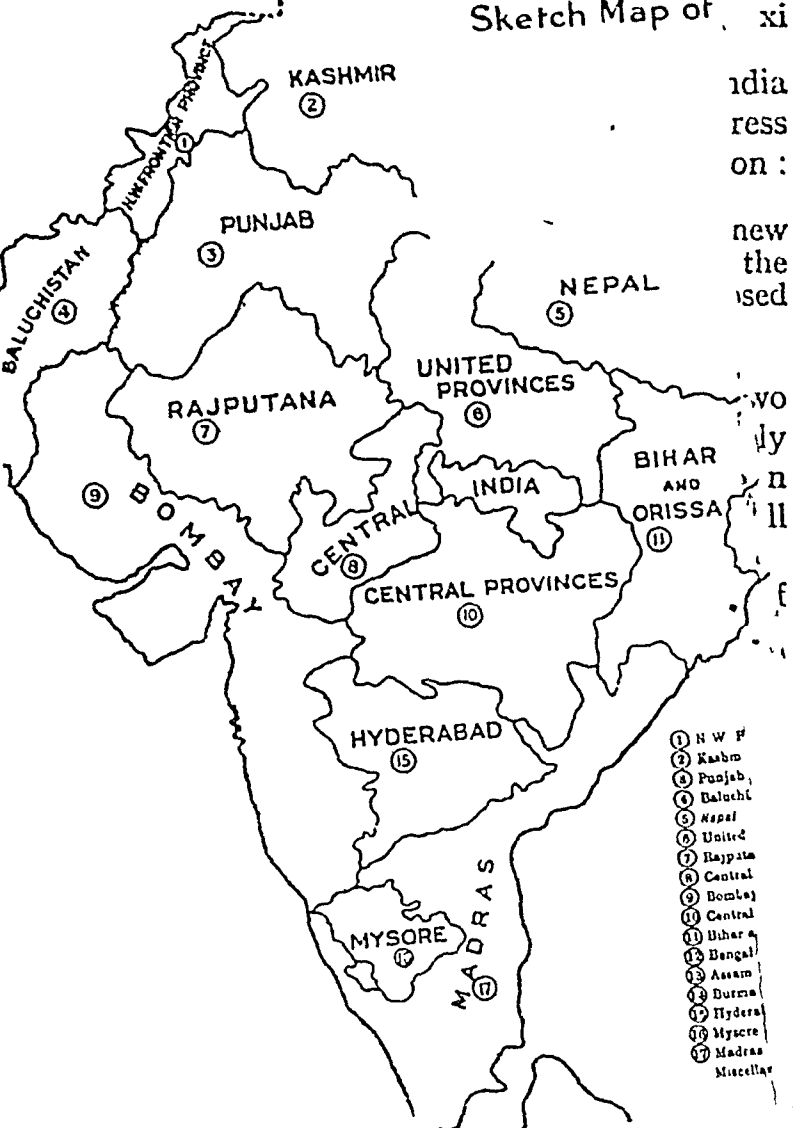 Sketch Map of
xi
KASHMIR
2
N.W. FRONTIER PROVINCE
1
PUNJAB
3
BALUCHISTAN
4
NEPAL
5
UNITED
PROVINCES
6
RAJPUTANA
7
BIHAR
AND
ORISSA
11
INDIA
CENTRAL
8
9
BOMBAY
CENTRAL PROVINCES
10
HYDERABAD
15
MYSORE
16
MADRAS
17
ndia
ress
on :
new
the
sed
wo
ly
n
ll
f
1 N W F
2 Kashm
3 Punjab
4 Baluchi
5 Nepal
6 United
7 Rajputa
8 Central
9 Bombay
10 Central
11 Bihar a
12 Bengal
13 Assam
14 Burma
15 Hydera
16 Mysore
17 Madras
Miscellan